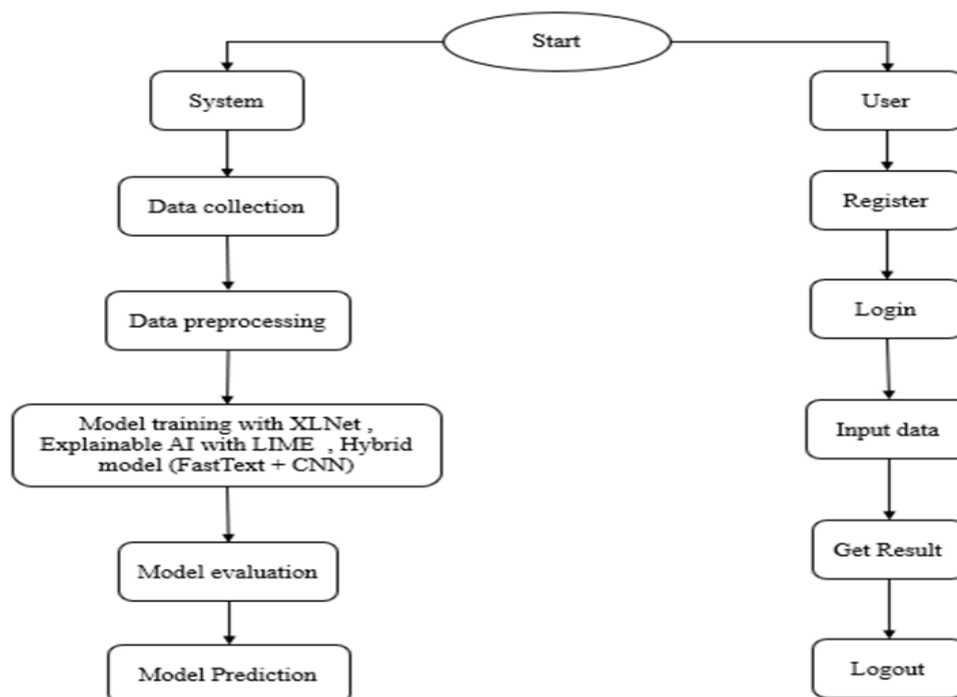 Start
System
User
Data collection
Register
Data preprocessing
Login
Model training with XLNet ,
Explainable AI with LIME  , Hybrid
model (FastText + CNN)
Input data
Model evaluation
Get Result
Model Prediction
Logout